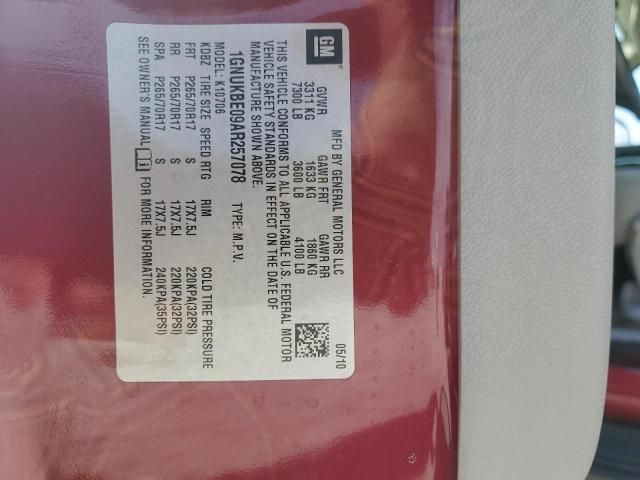 GM
MFD BY GENERAL MOTORS LLC 05/10
GVWR GAWR FRT GAWR RR
3311 KG 1633 KG 1860 KG
7300 LB 3600 LB 4100 LB
THIS VEHICLE CONFORMS TO ALL APPLICABLE U.S. FEDERAL MOTOR
VEHICLE SAFETY STANDARDS IN EFFECT ON THE DATE OF
MANUFACTURE SHOWN ABOVE.
1GNUKBE09AR257078 TYPE: M.P.V.
MODEL: K10706
KDBZ TIRE SIZE SPEED RTG RIM COLD TIRE PRESSURE
FRT P265/70R17 S 17X7.5J 220KPA(32PSI)
RR P265/70R17 S 17X7.5J 220KPA(32PSI)
SPA P265/70R17 S 17X7.5J 240KPA(35PSI)
SEE OWNER'S MANUAL FOR MORE INFORMATION.